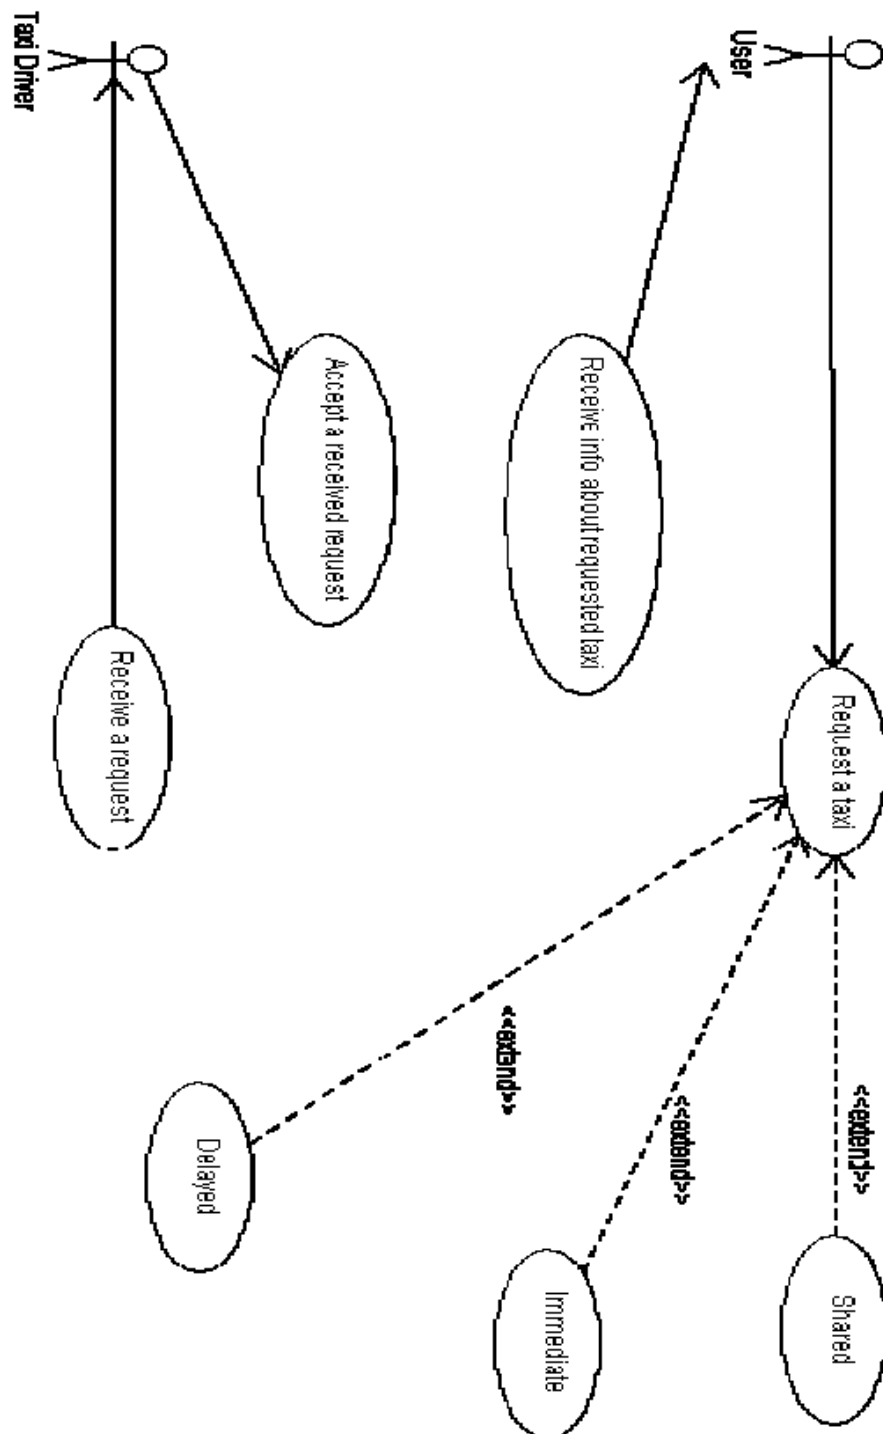 User
Request a taxi
<<extend>>
Shared
<<extend>>
Immediate
Receive info about requested taxi
<<extend>>
Delayed
Accept a received request
Taxi Driver
Receive a request